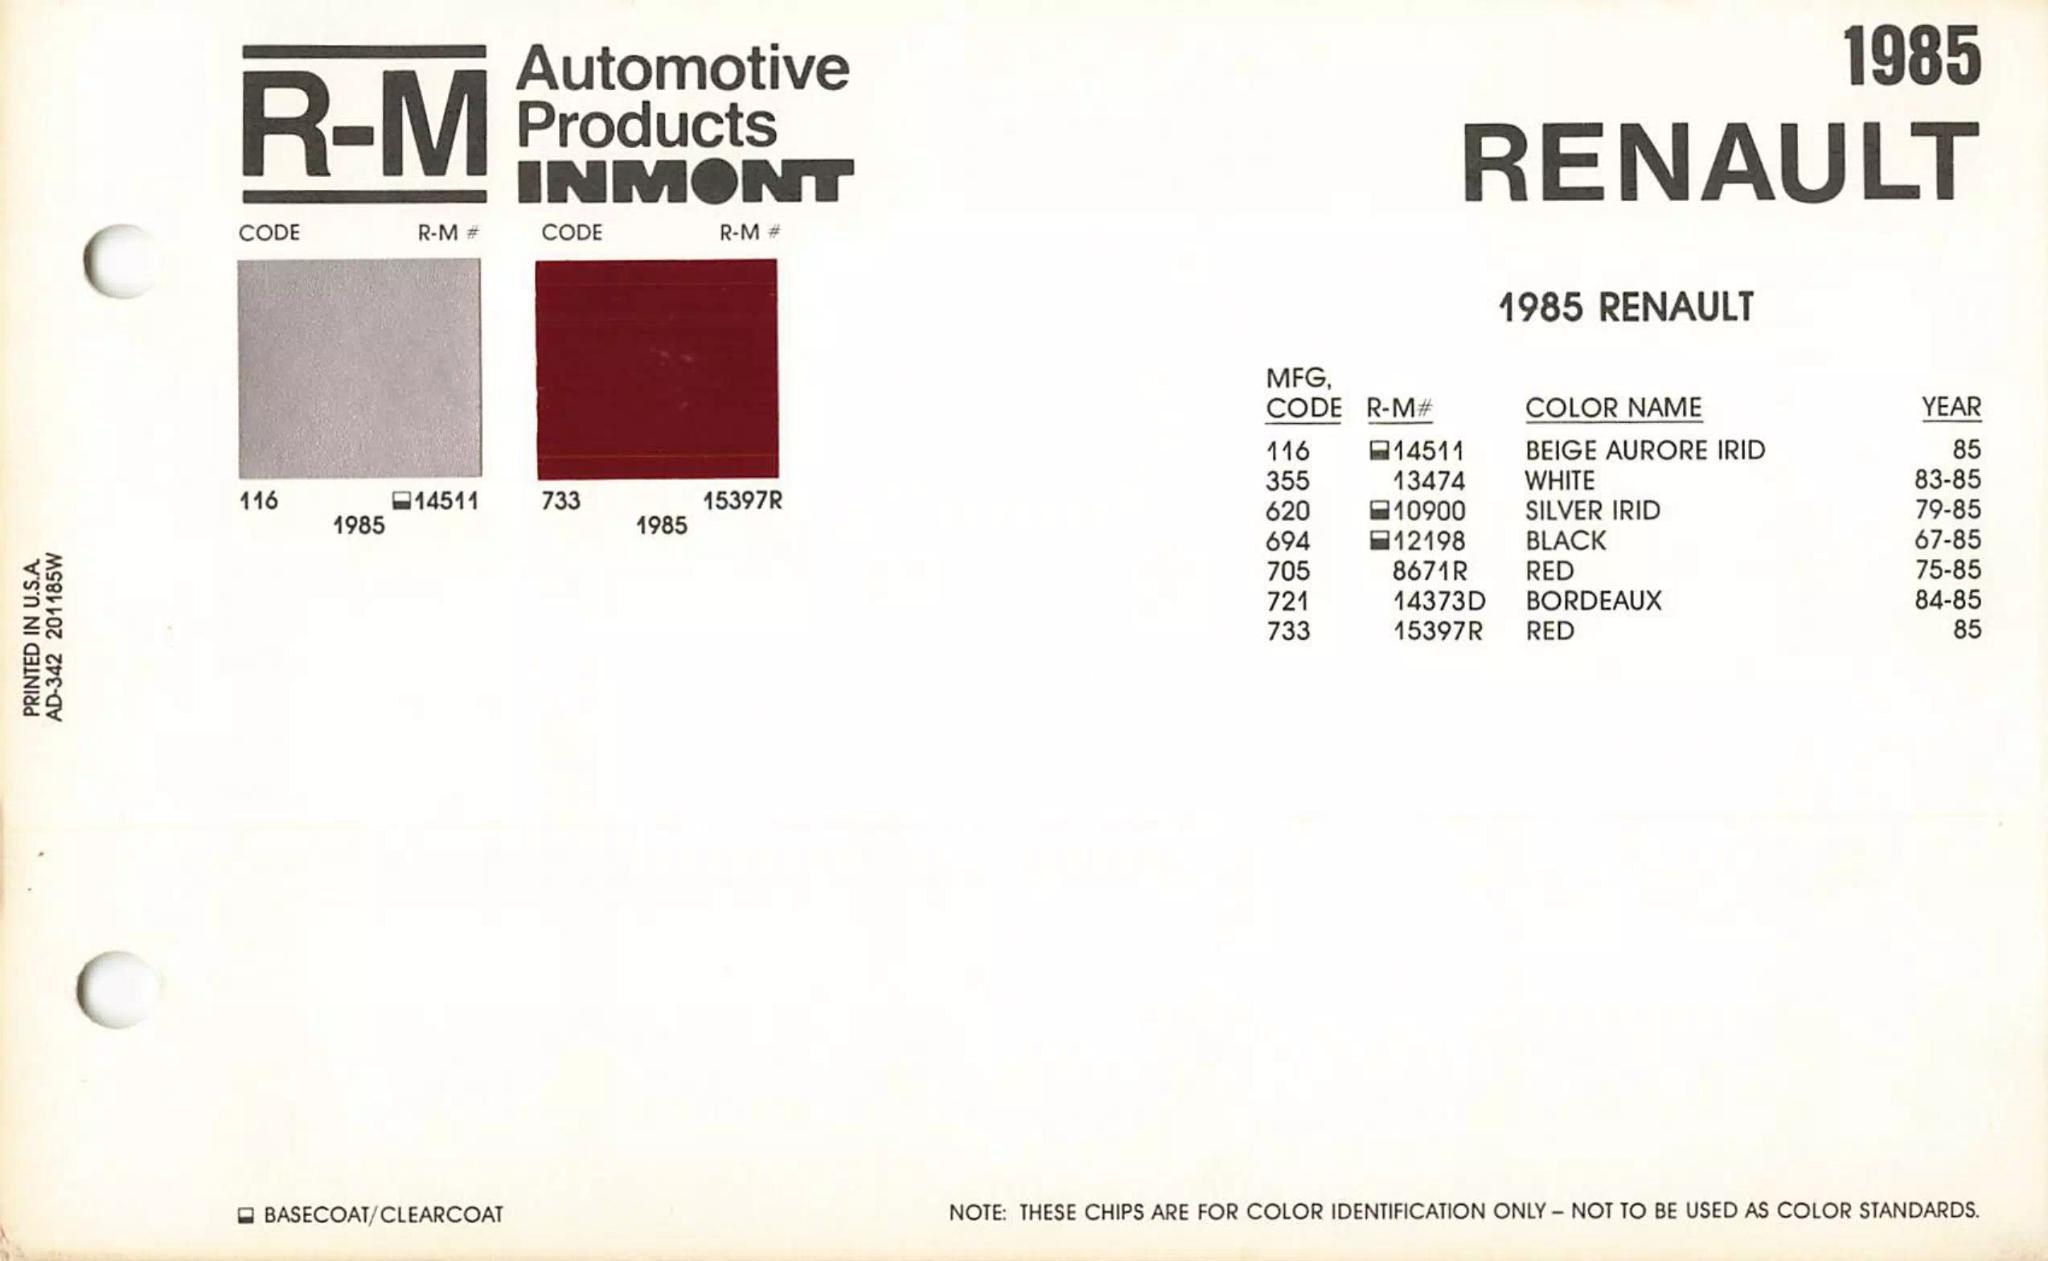 R-M
Automotive
Products
INMONT
1985
RENAULT
CODE R-M # CODE R-M #
116 ⬓14511 733 15397R
1985 1985
1985 RENAULT
MFG,
CODE R-M# COLOR NAME YEAR
116 ⬓14511 BEIGE AURORE IRID 85
355 13474 WHITE 83-85
620 ⬓10900 SILVER IRID 79-85
694 ⬓12198 BLACK 67-85
705 8671R RED 75-85
721 14373D BORDEAUX 84-85
733 15397R RED 85
PRINTED IN U.S.A.
AD-342 201185W
⬓ BASECOAT/CLEARCOAT
NOTE: THESE CHIPS ARE FOR COLOR IDENTIFICATION ONLY – NOT TO BE USED AS COLOR STANDARDS.